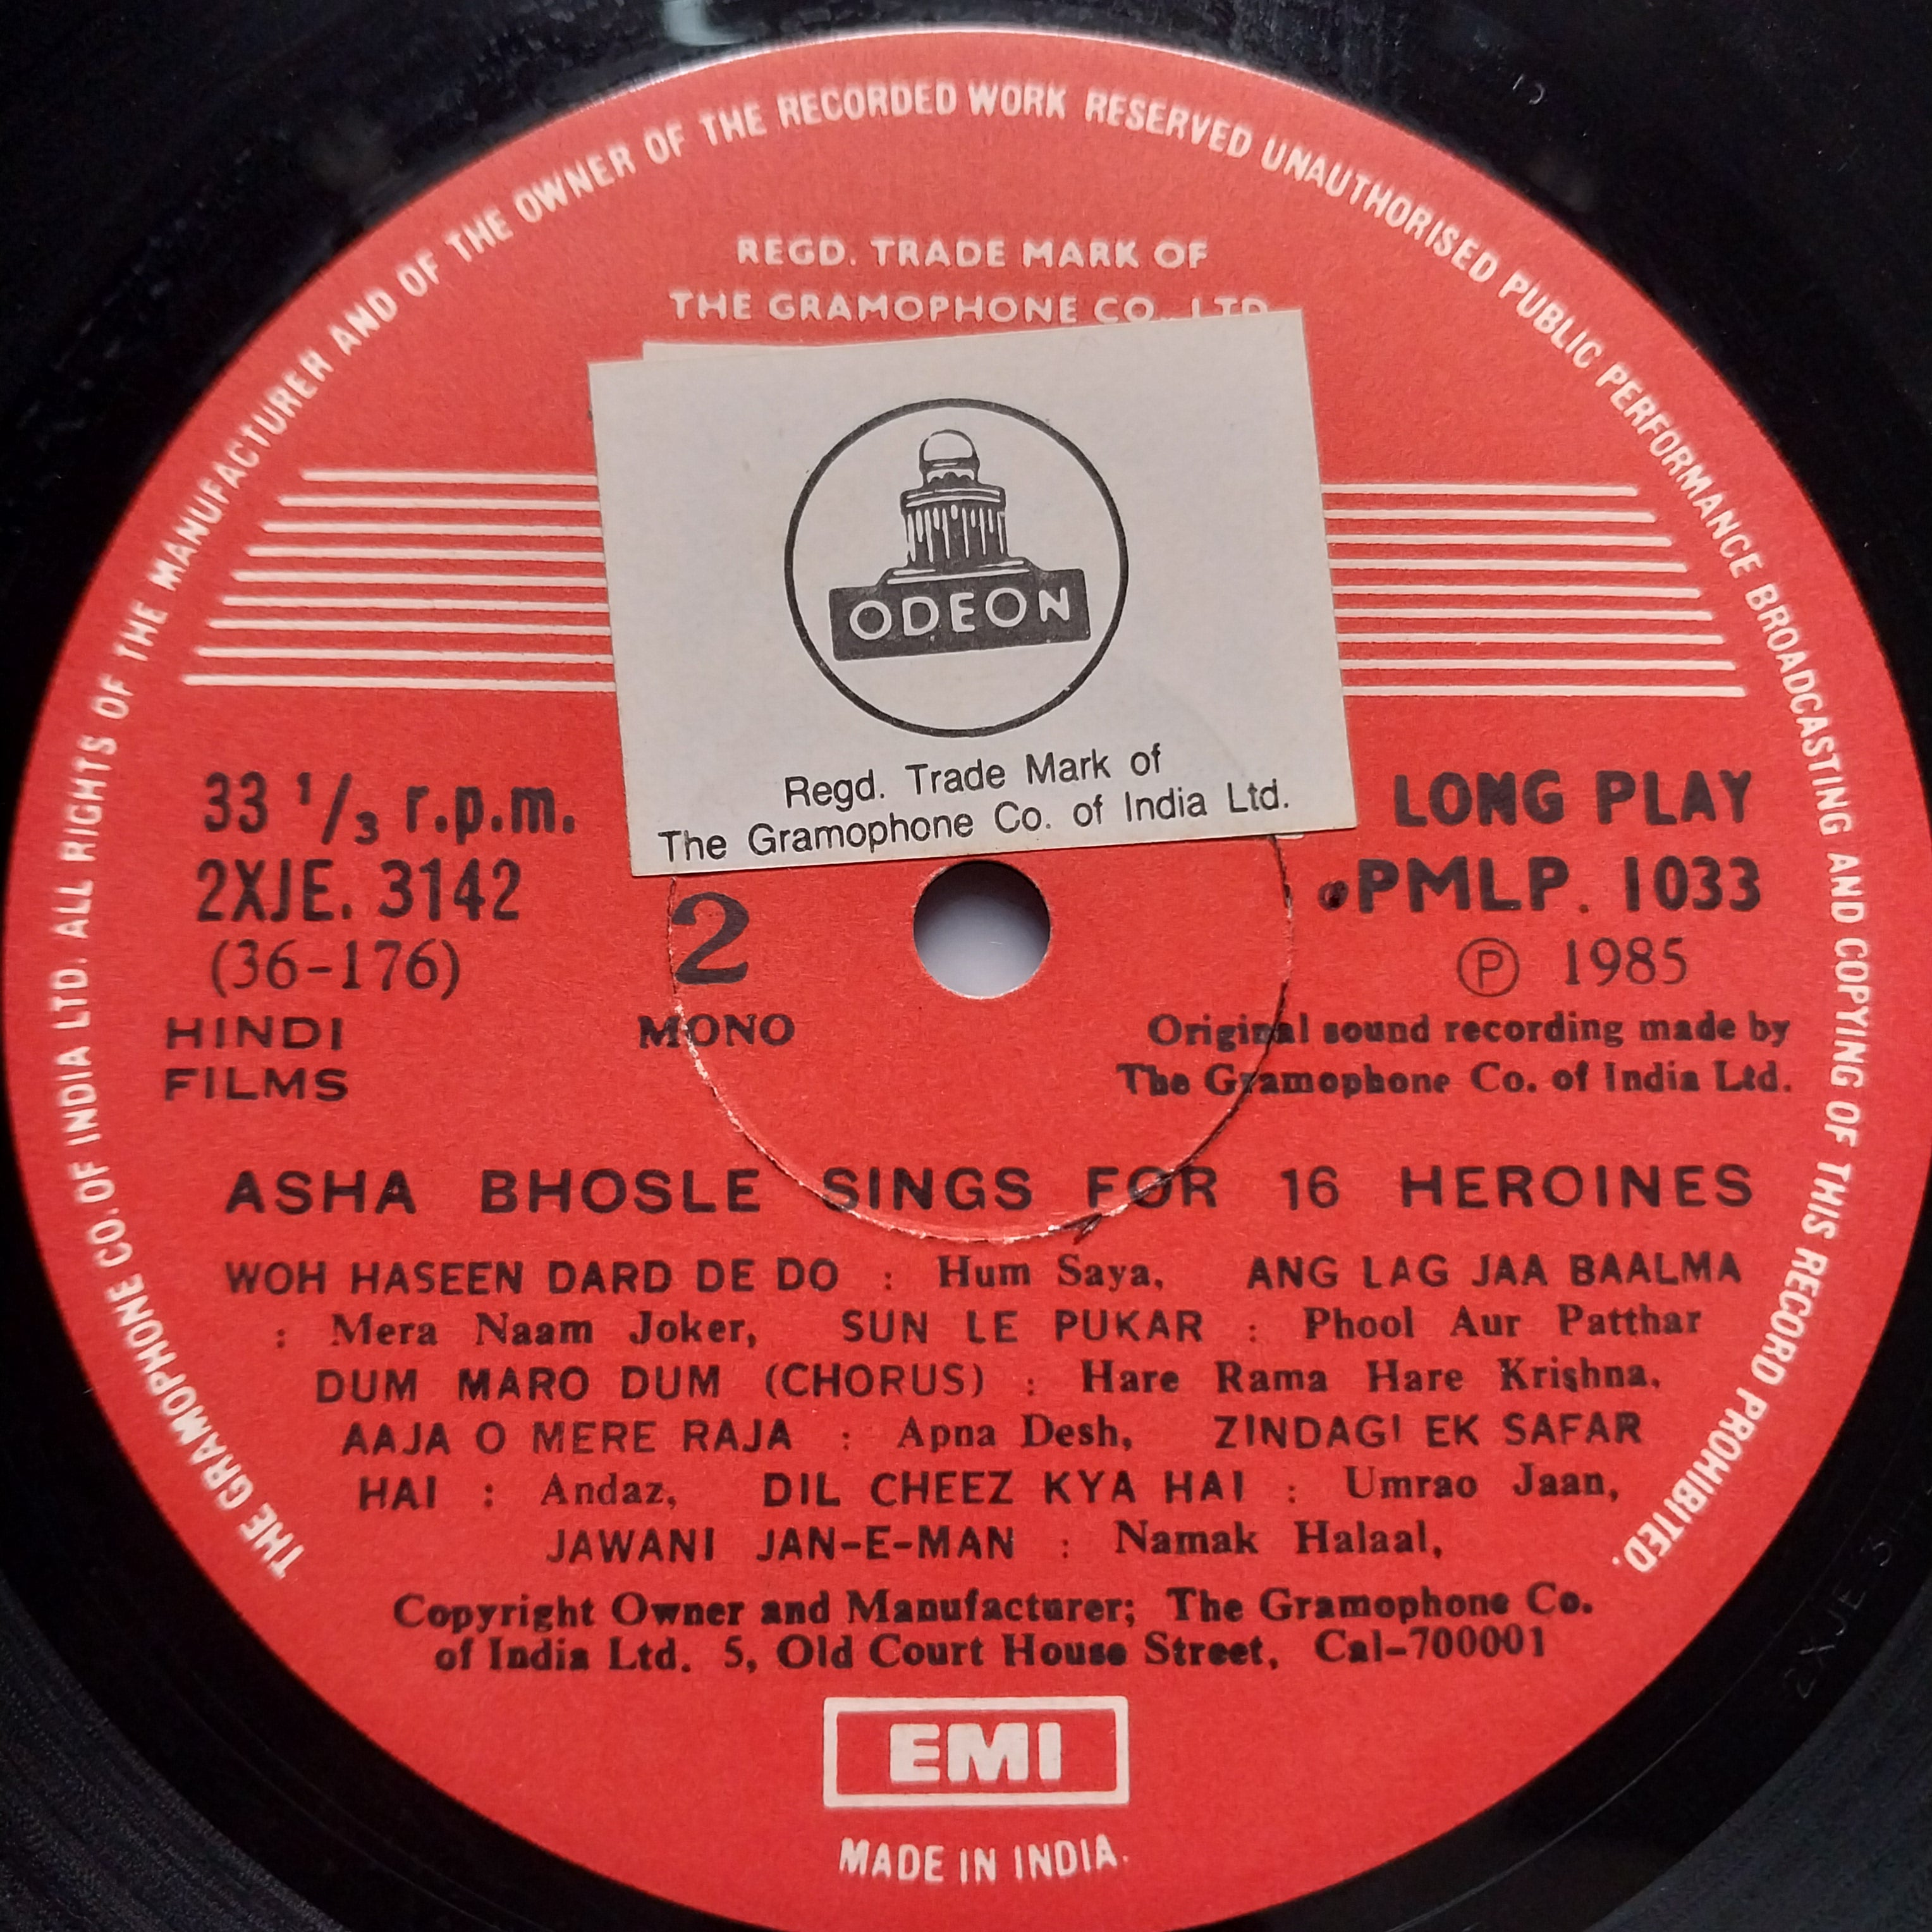 THE GRAMOPHONE CO. OF INDIA LTD. ALL RIGHTS OF THE MANUFACTURER AND OF THE OWNER OF THE RECORDED WORK RESERVED UNAUTHORISED PUBLIC PERFORMANCE BROADCASTING AND COPYING OF THIS RECORD PROHIBITED.
REGD. TRADE MARK OF
THE GRAMOPHONE CO. LTD
ODEON
Regd. Trade Mark of
The Gramophone Co. of India Ltd.
33 1/3 r.p.m.
2XJE. 3142
(36-176)
HINDI
FILMS
2
MONO
LONG PLAY
PMLP. 1033
Ⓟ 1985
Original sound recording made by
The Gramophone Co. of India Ltd.
ASHA BHOSLE SINGS FOR 16 HEROINES
WOH HASEEN DARD DE DO : Hum Saya, ANG LAG JAA BAALMA
: Mera Naam Joker, SUN LE PUKAR : Phool Aur Patthar
DUM MARO DUM (CHORUS) : Hare Rama Hare Krishna,
AAJA O MERE RAJA : Apna Desh, ZINDAGI EK SAFAR
HAI : Andaz, DIL CHEEZ KYA HAI : Umrao Jaan,
JAWANI JAN-E-MAN : Namak Halaal,
Copyright Owner and Manufacturer; The Gramophone Co.
of India Ltd. 5, Old Court House Street, Cal-700001
EMI
MADE IN INDIA.
2XJE 3